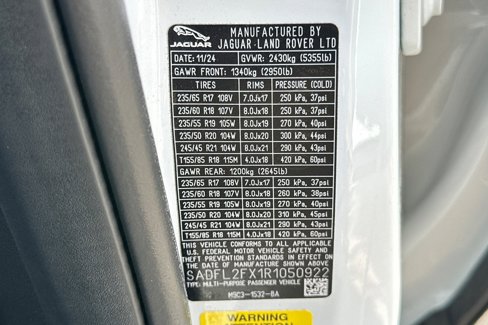 MANUFACTURED BY
JAGUAR LAND ROVER LTD
JAGUAR
DATE: 11/24 GVWR: 2430kg (5355lb)
GAWR FRONT: 1340kg (2950lb)
TIRES RIMS PRESSURE (COLD)
235/65 R17 108V 7.0Jx17 250 kPa, 37psi
235/60 R18 107V 8.0Jx18 250 kPa, 37psi
235/55 R19 105W 8.0Jx19 270 kPa, 40psi
235/50 R20 104W 8.0Jx20 300 kPa, 44psi
245/45 R21 104W 8.0Jx21 290 kPa, 43psi
T155/85 R18 115M 4.0Jx18 420 kPa, 60psi
GAWR REAR: 1200kg (2645lb)
235/65 R17 108V 7.0Jx17 250 kPa, 37psi
235/60 R18 107V 8.0Jx18 260 kPa, 38psi
235/55 R19 105W 8.0Jx19 270 kPa, 40psi
235/50 R20 104W 8.0Jx20 310 kPa, 45psi
245/45 R21 104W 8.0Jx21 290 kPa, 43psi
T155/85 R18 115M 4.0Jx18 420 kPa, 60psi
THIS VEHICLE CONFORMS TO ALL APPLICABLE
U.S. FEDERAL MOTOR VEHICLE SAFETY AND
THEFT PREVENTION STANDARDS IN EFFECT ON
THE DATE OF MANUFACTURE SHOWN ABOVE.
SADFL2FX1R1050922
TYPE: MULTI-PURPOSE PASSENGER VEHICLE
M9C3-1532-BA
WARNING
ATTENTION